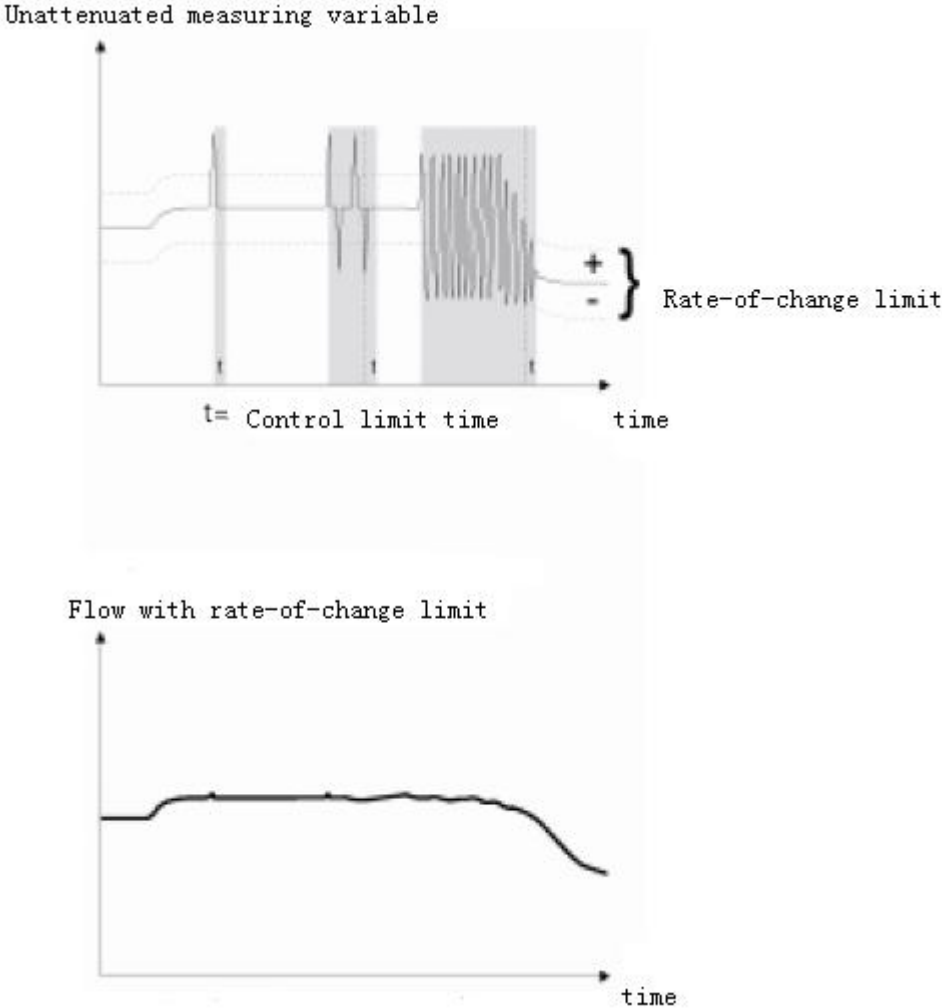 Unattenuated measuring variable
+
-
Rate-of-change limit
t
t
t
t= Control limit time
time
Flow with rate-of-change limit
time